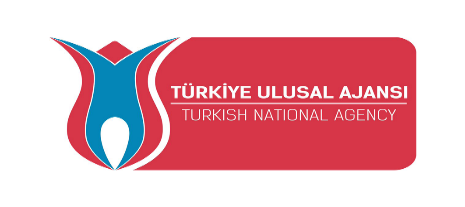 TÜRKİYE ULUSAL AJANSI
TURKISH NATIONAL AGENCY